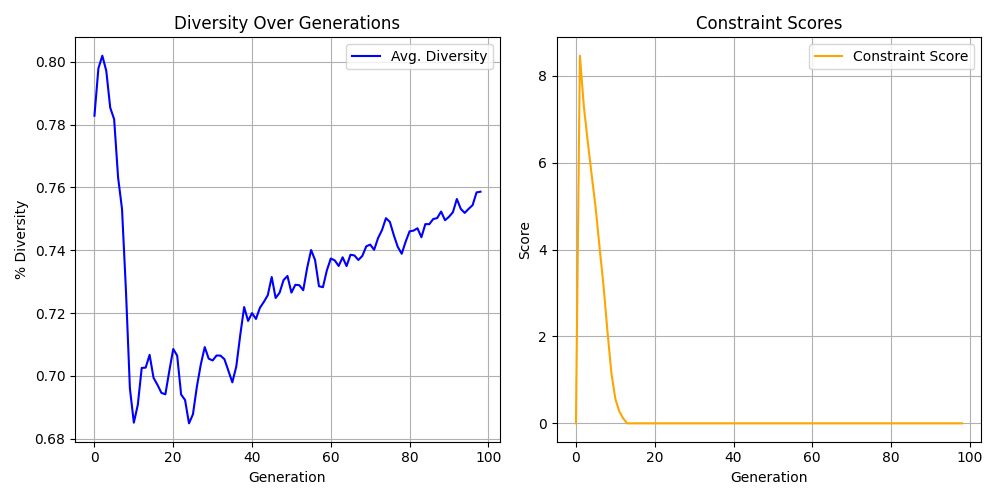 Diversity Over Generations
Avg. Diversity
% Diversity
0.80
0.78
0.76
0.74
0.72
0.70
0.68
0 20 40 60 80 100
Generation
Constraint Scores
Constraint Score
Score
8
6
4
2
0
0 20 40 60 80 100
Generation